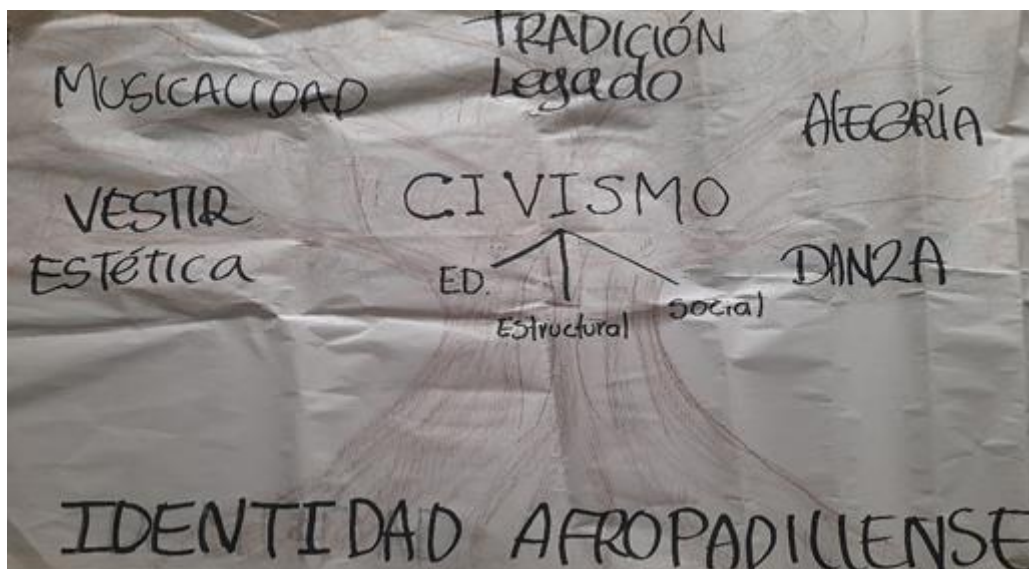 TRADICIÓN
Legado
MUSICALIDAD
ALEGRÍA
VESTIR
ESTÉTICA
CIVISMO
DANZA
ED.
Estructural
social
IDENTIDAD AFROPADILLENSE